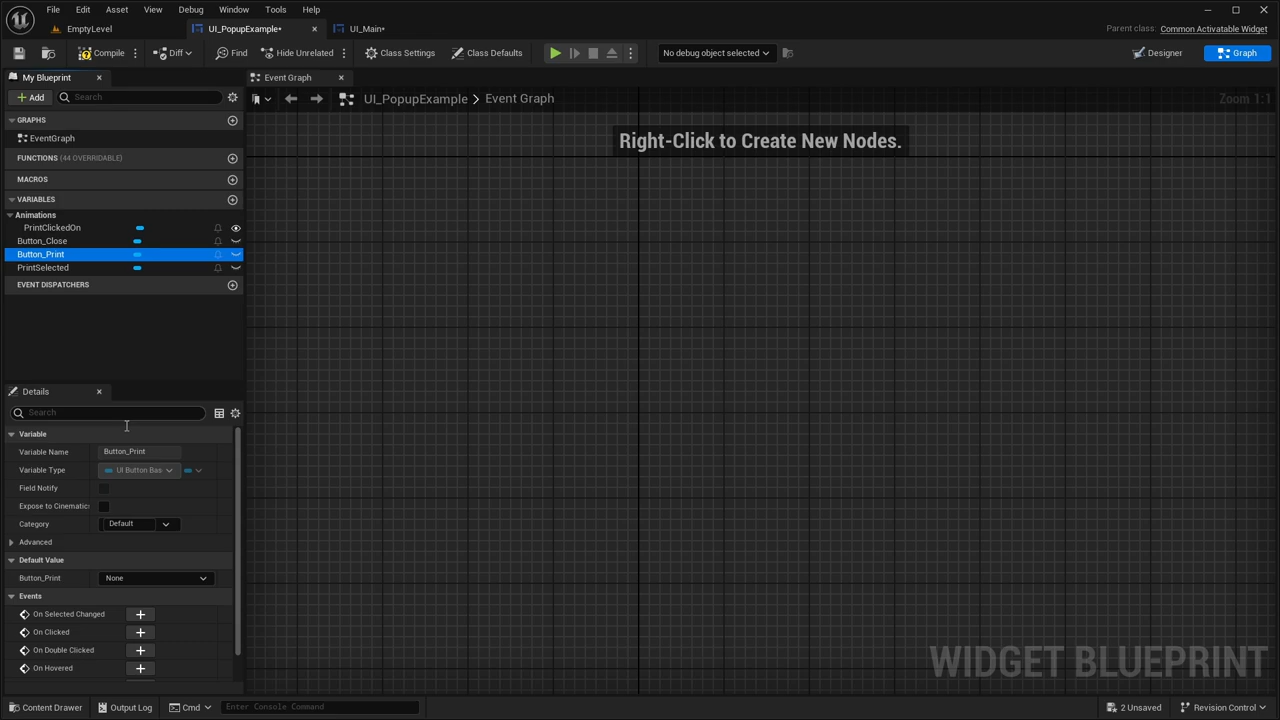 File Edit Asset View Debug Window Tools Help
EmptyLevel UI_PopupExample* UI_Main* Parent class: Common Activatable Widget
Compile Diff Find Hide Unrelated Class Settings Class Defaults No debug object selected Designer Graph
My Blueprint
Event Graph
Add Search
UI_PopupExample > Event Graph Zoom 1:1
GRAPHS
EventGraph
Right-Click to Create New Nodes.
FUNCTIONS (44 OVERRIDABLE)
MACROS
VARIABLES
Animations
PrintClickedOn
Button_Close
Button_Print
PrintSelected
EVENT DISPATCHERS
Details
Search
Variable
Variable Name Button_Print
Variable Type UI Button Bas
Field Notify
Expose to Cinematics
Category Default
Advanced
Default Value
Button_Print None
Events
On Selected Changed
On Clicked
On Double Clicked
On Hovered
WIDGET BLUEPRINT
Content Drawer Output Log Cmd Enter Console Command 2 Unsaved Revision Control